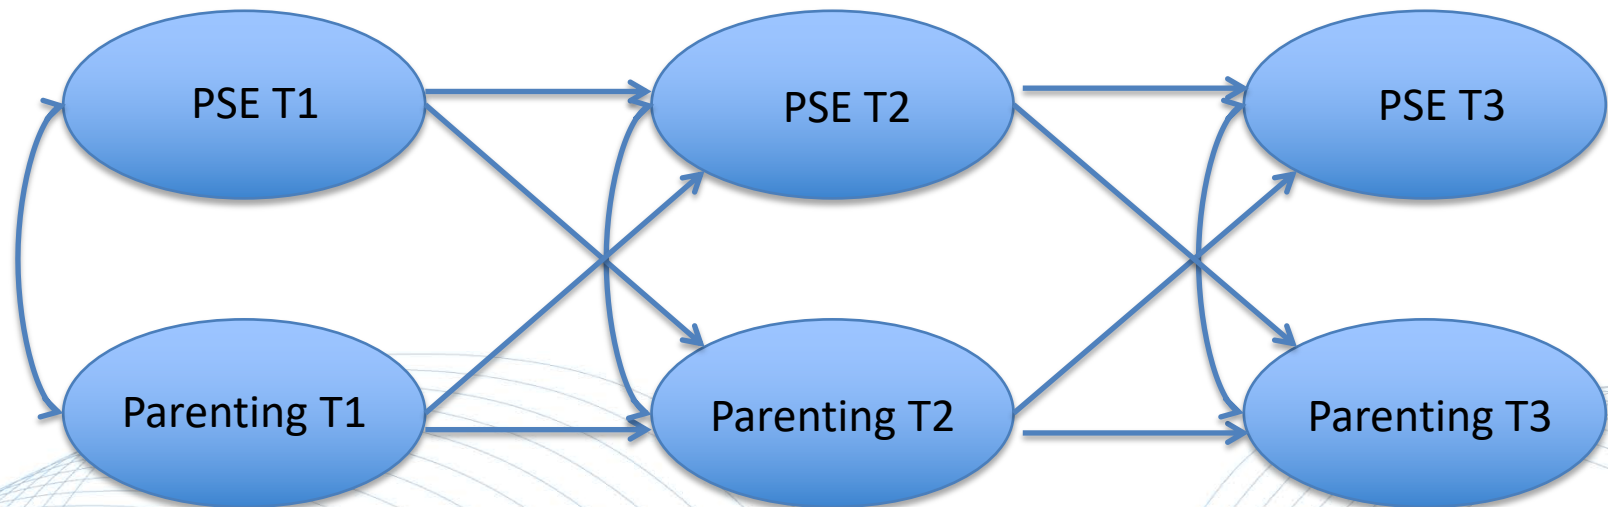 PSE T1
PSE T2
PSE T3
Parenting T1
Parenting T2
Parenting T3